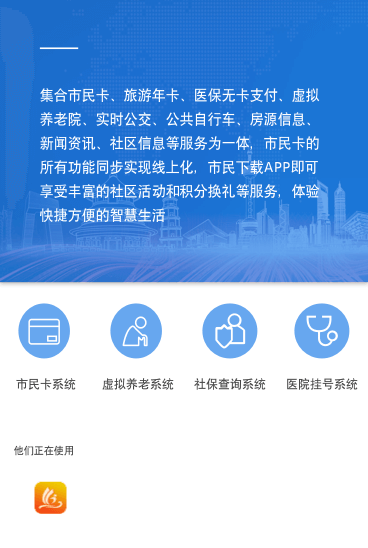 集合市民卡、旅游年卡、医保无卡支付、虚拟
养老院、实时公交、公共自行车、房源信息、
新闻资讯、社区信息等服务为一体，市民卡的
所有功能同步实现线上化，市民下载APP即可
享受丰富的社区活动和积分换礼等服务，体验
快捷方便的智慧生活
市民卡系统 虚拟养老系统 社保查询系统 医院挂号系统
他们正在使用